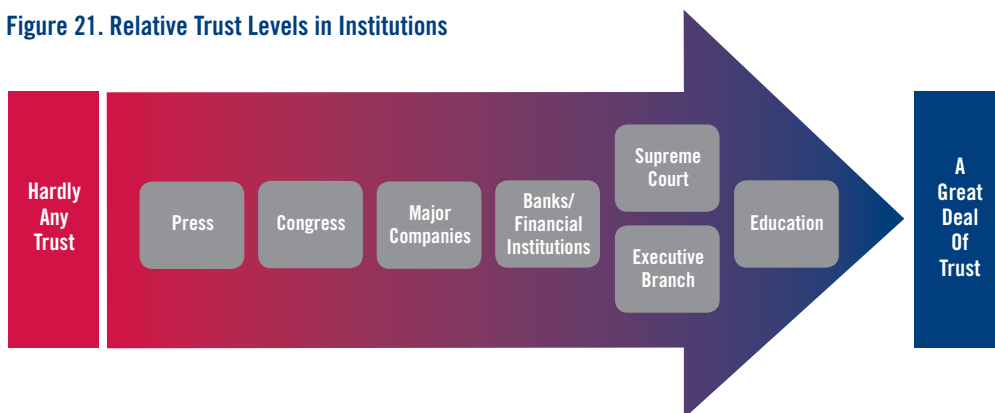 Figure 21. Relative Trust Levels in Institutions
Hardly
Any
Trust
Press
Congress
Major
Companies
Banks/
Financial
Institutions
Supreme
Court
Executive
Branch
Education
A
Great
Deal
Of
Trust